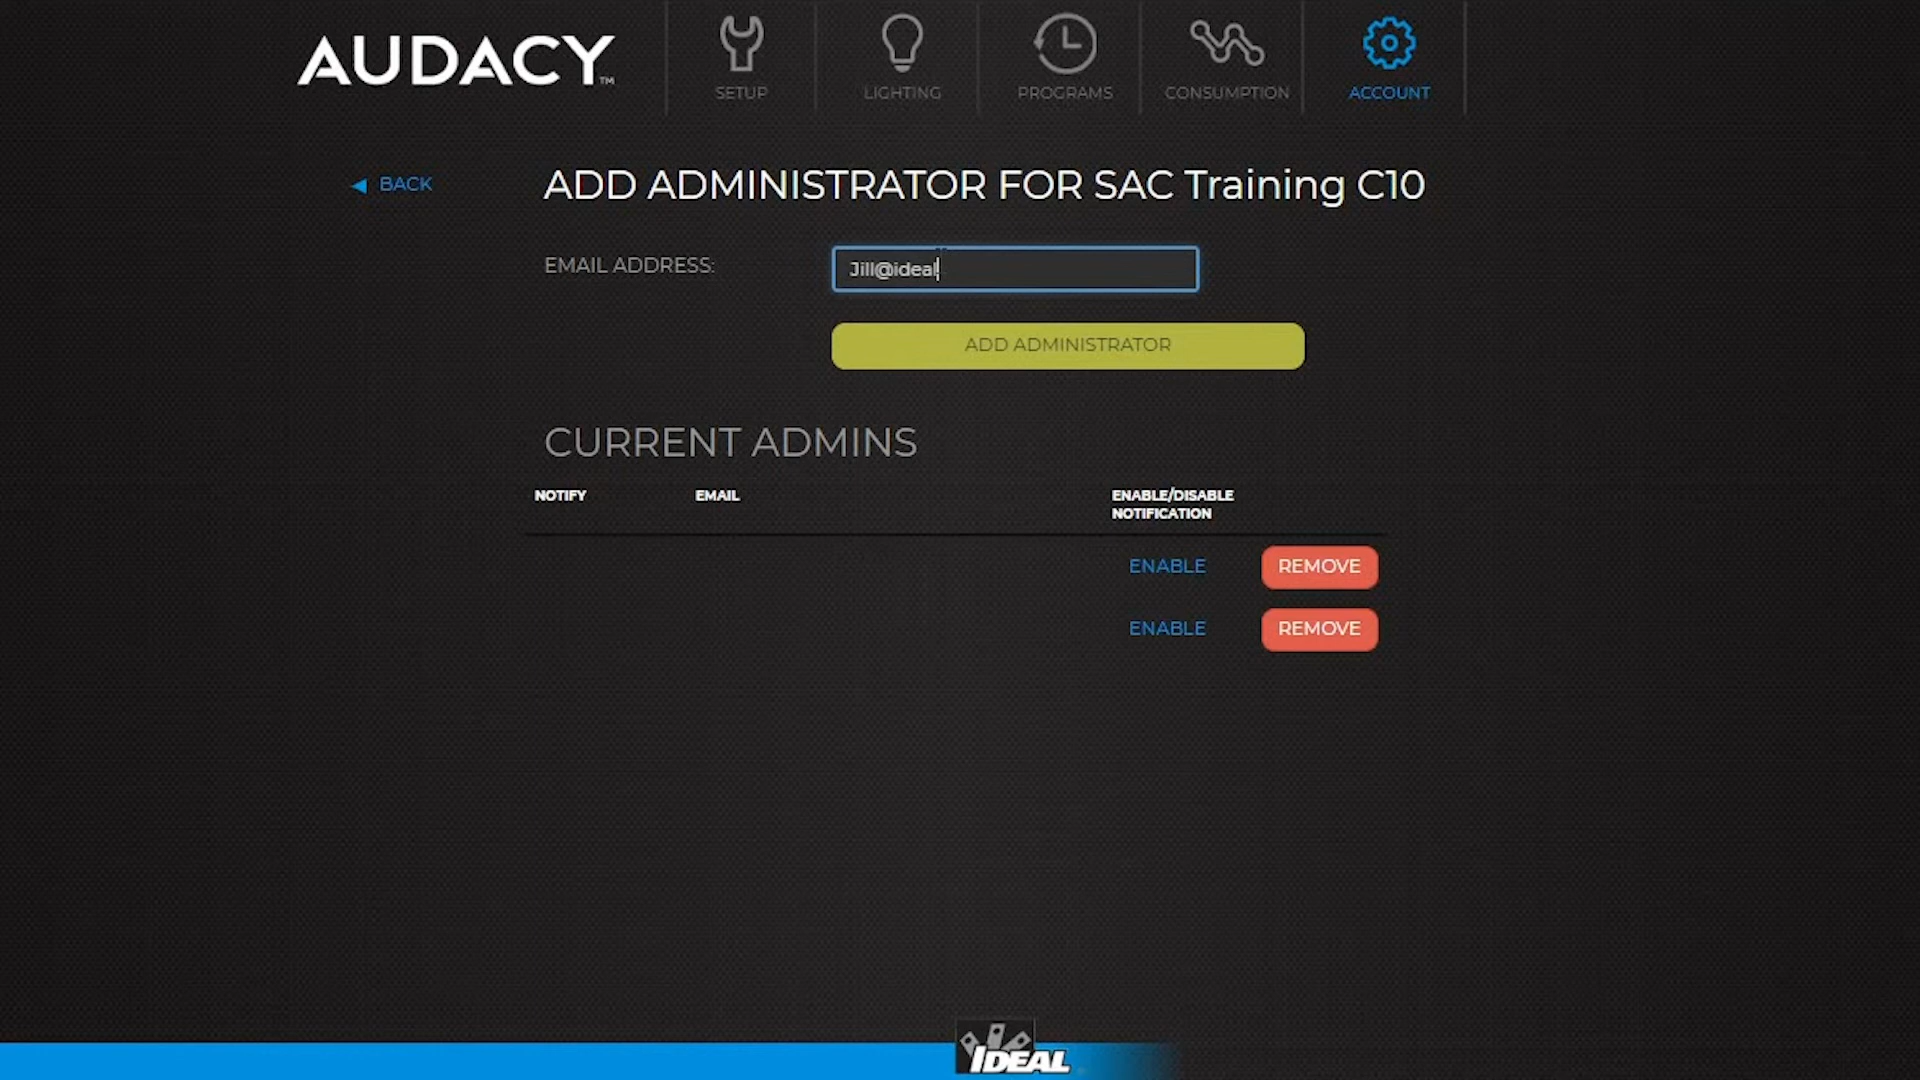 AUDACY™
SETUP
LIGHTING
PROGRAMS
CONSUMPTION
ACCOUNT
BACK
ADD ADMINISTRATOR FOR SAC Training C10
EMAIL ADDRESS:
Jill@ideal
ADD ADMINISTRATOR
CURRENT ADMINS
NOTIFY
EMAIL
ENABLE/DISABLE
NOTIFICATION
ENABLE
REMOVE
ENABLE
REMOVE
IDEAL